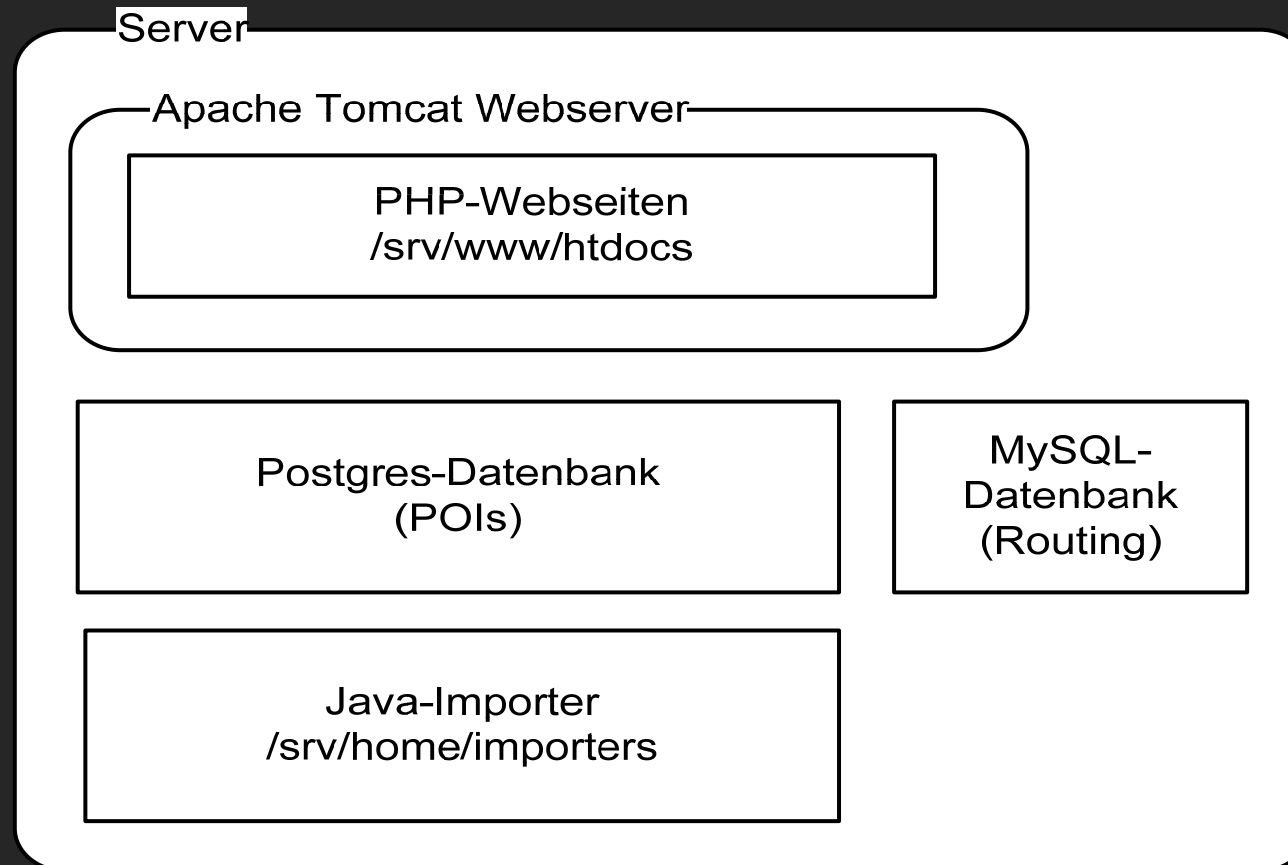 Server
Apache Tomcat Webserver
PHP-Webseiten
/srv/www/htdocs
Postgres-Datenbank
(POIs)
MySQL-
Datenbank
(Routing)
Java-Importer
/srv/home/importers